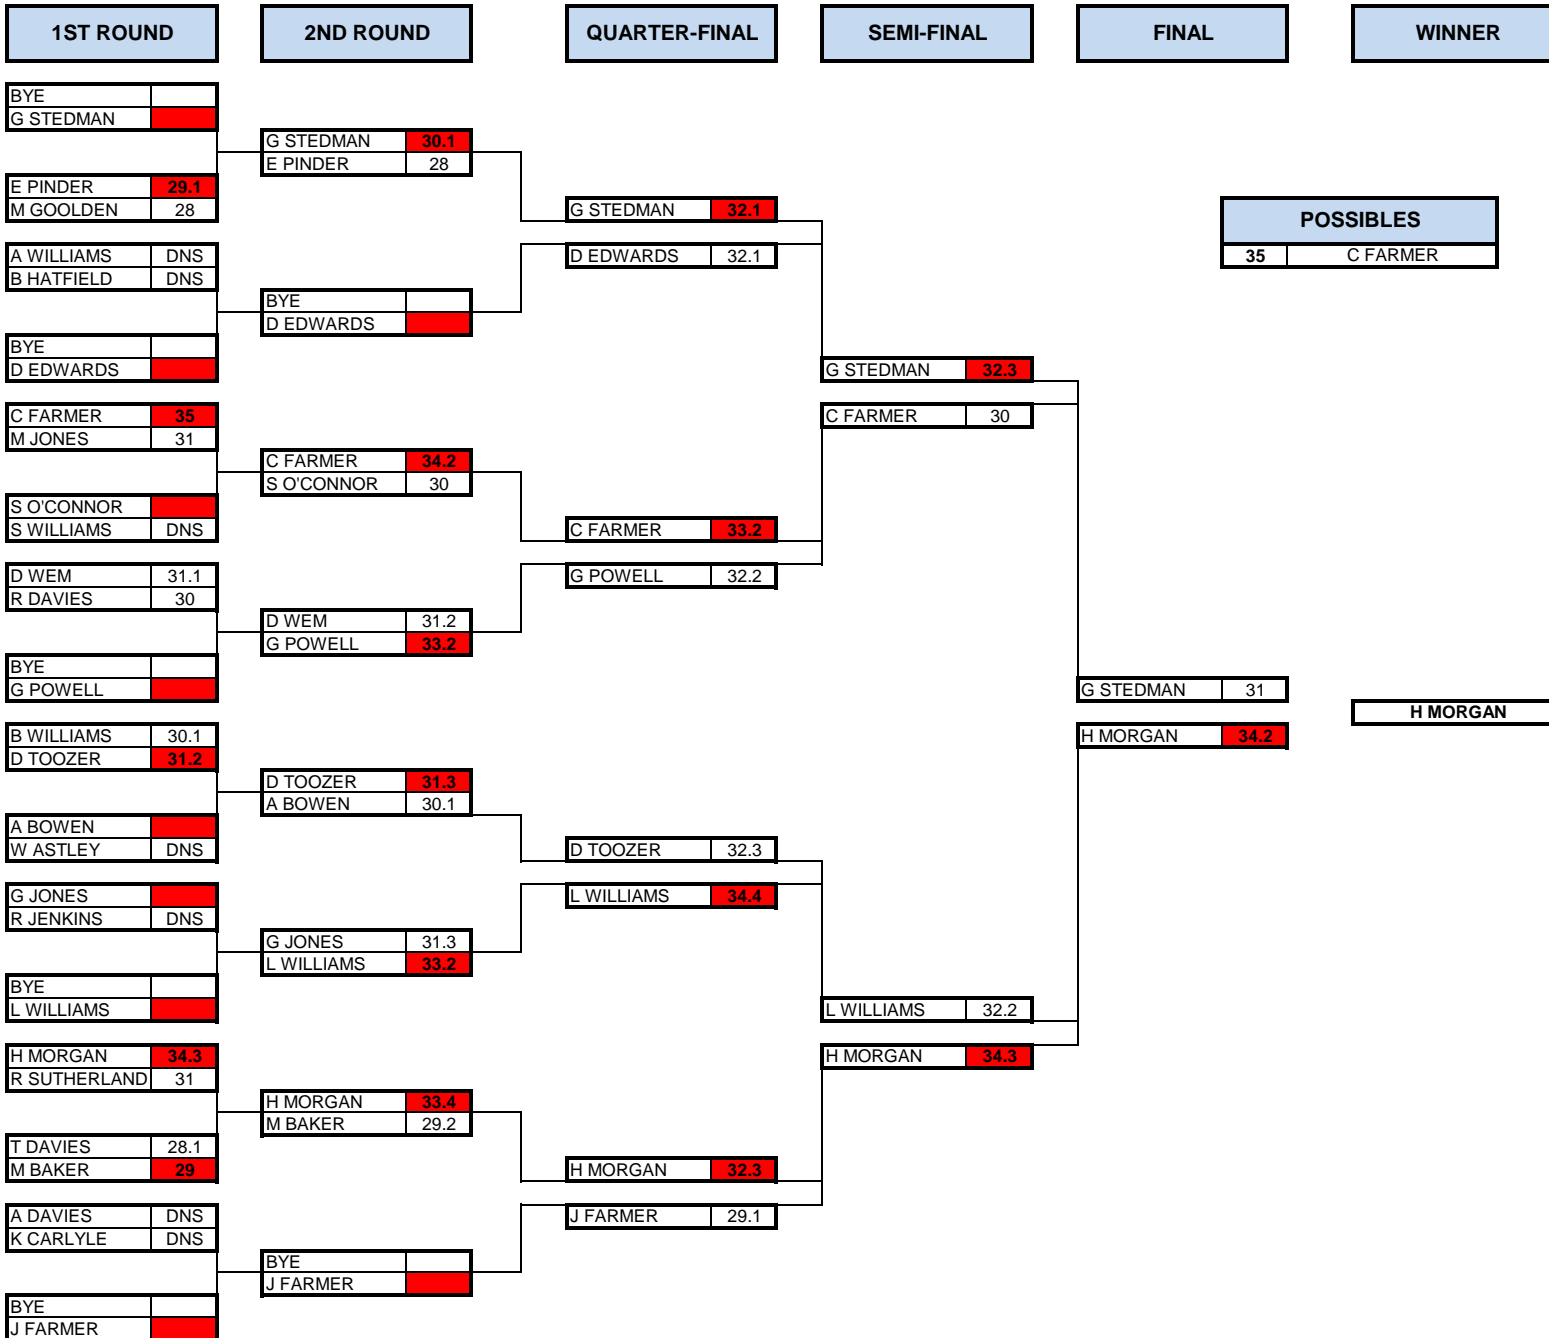 1ST ROUND
2ND ROUND
QUARTER-FINAL
SEMI-FINAL
FINAL
WINNER
BYE
G STEDMAN
E PINDER 29.1
M GOOLDEN 28
A WILLIAMS DNS
B HATFIELD DNS
BYE
D EDWARDS
C FARMER 35
M JONES 31
S O'CONNOR
S WILLIAMS DNS
D WEM 31.1
R DAVIES 30
BYE
G POWELL
B WILLIAMS 30.1
D TOOZER 31.2
A BOWEN
W ASTLEY DNS
G JONES
R JENKINS DNS
BYE
L WILLIAMS
H MORGAN 34.3
R SUTHERLAND 31
T DAVIES 28.1
M BAKER 29
A DAVIES DNS
K CARLYLE DNS
BYE
J FARMER
G STEDMAN 30.1
E PINDER 28
BYE
D EDWARDS
C FARMER 34.2
S O'CONNOR 30
D WEM 31.2
G POWELL 33.2
D TOOZER 31.3
A BOWEN 30.1
G JONES 31.3
L WILLIAMS 33.2
H MORGAN 33.4
M BAKER 29.2
BYE
J FARMER
G STEDMAN 32.1
D EDWARDS 32.1
C FARMER 33.2
G POWELL 32.2
D TOOZER 32.3
L WILLIAMS 34.4
H MORGAN 32.3
J FARMER 29.1
G STEDMAN 32.3
C FARMER 30
L WILLIAMS 32.2
H MORGAN 34.3
G STEDMAN 31
H MORGAN 34.2
H MORGAN
POSSIBLES
35 C FARMER